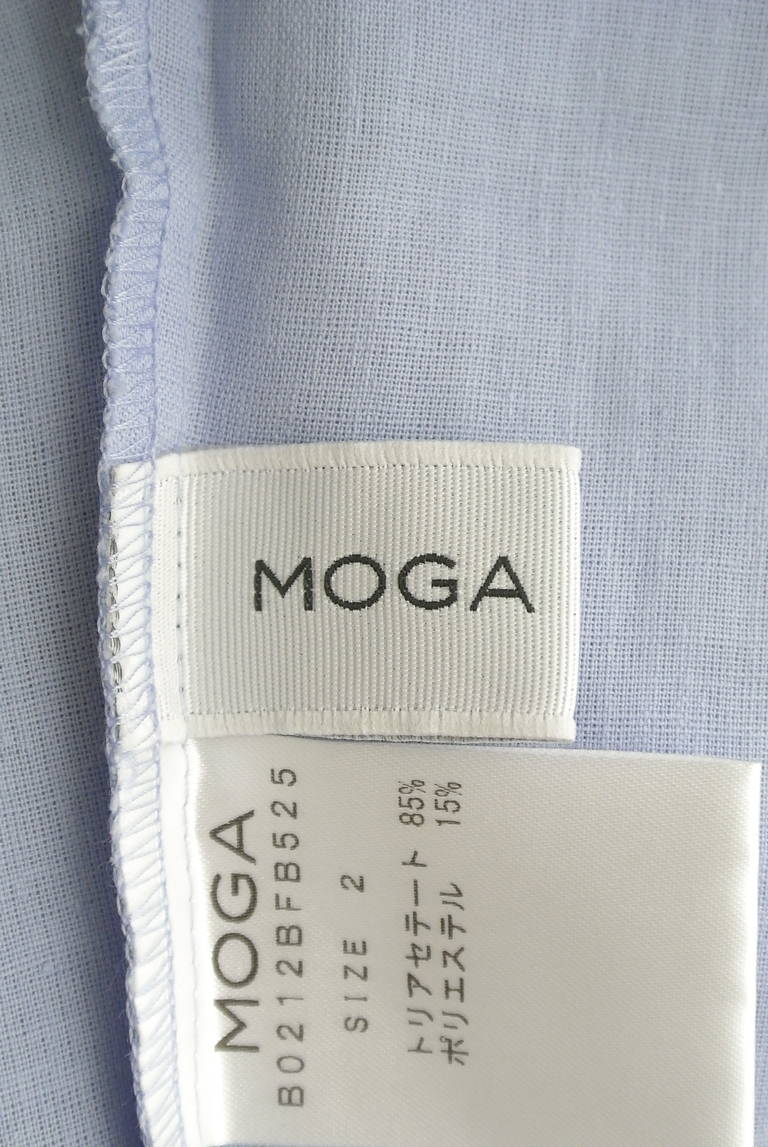 MOGA
MOGA
B0212BFB525
SIZE 2
トリアセテート 85%
ポリエステル 15%